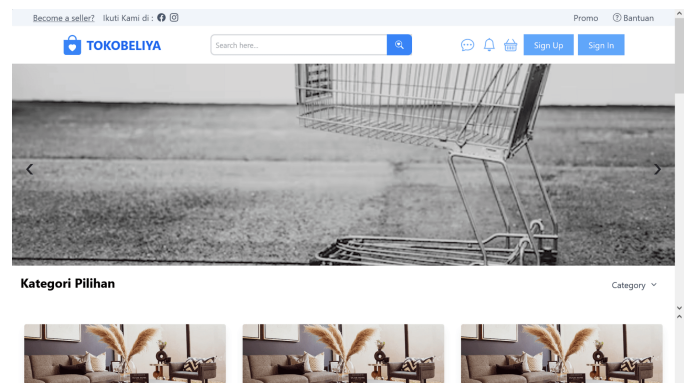 Become a seller? Ikuti Kami di : Promo Bantuan
TOKOBELIYA Search here... Sign Up Sign In
Kategori Pilihan Category